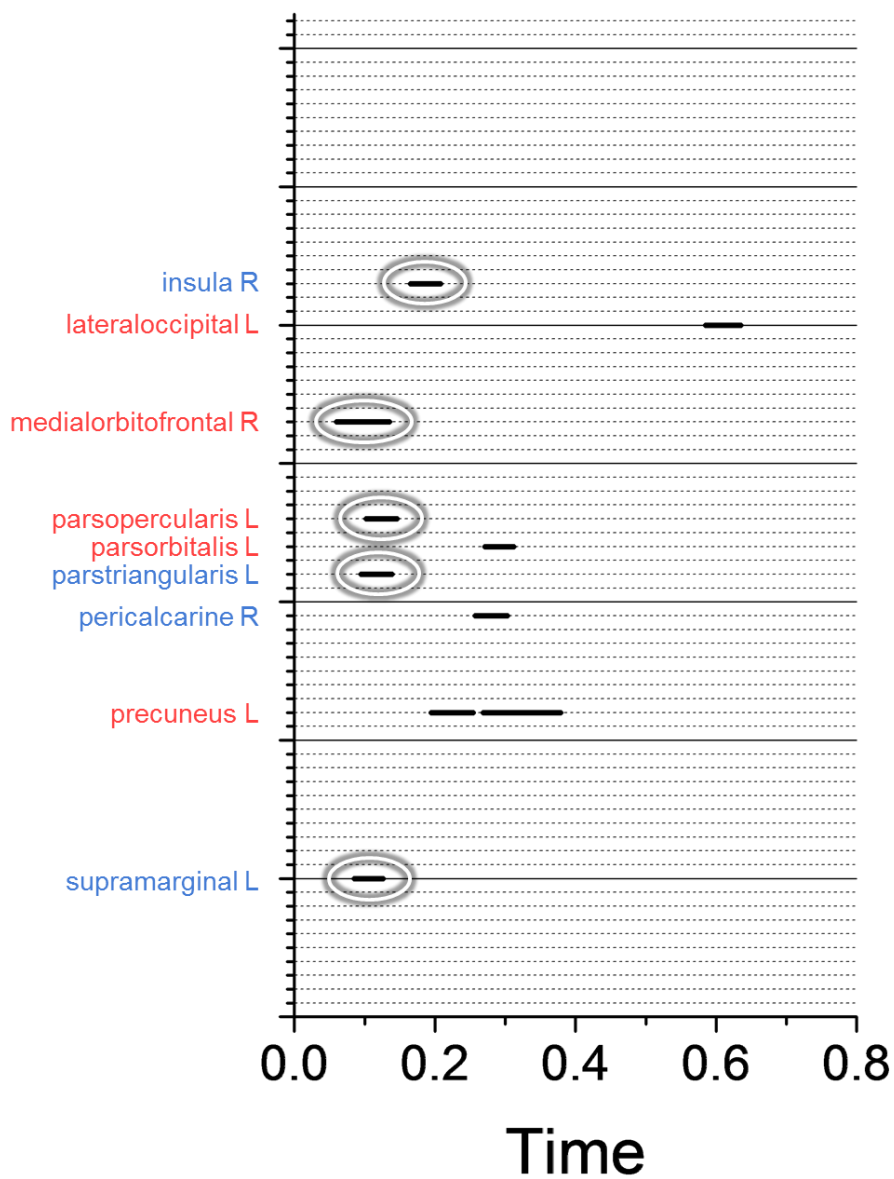 insula R
lateraloccipital L
medialorbitofrontal R
parsopercularis L
parsorbitalis L
parstriangularis L
pericalcarine R
precuneus L
supramarginal L
0.0 0.2 0.4 0.6 0.8
Time